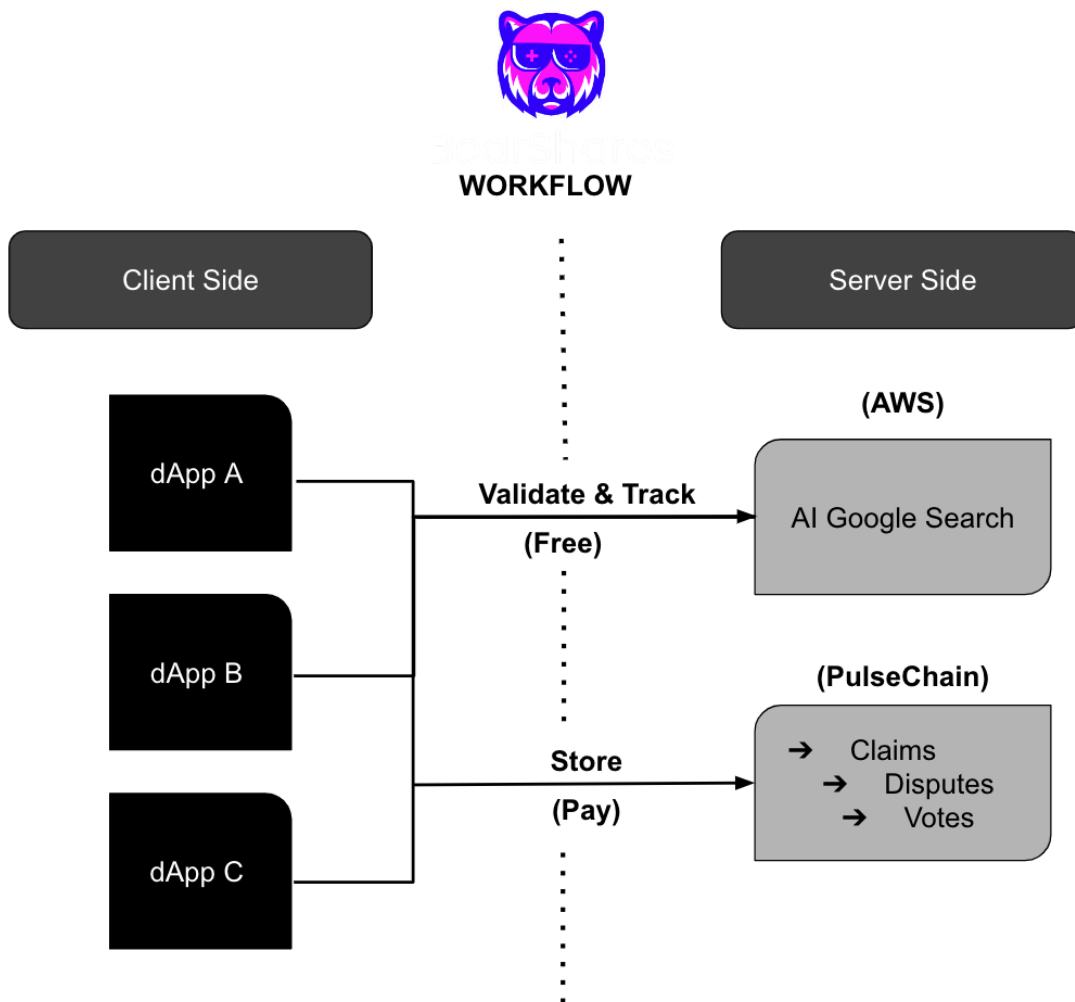 BearShares
WORKFLOW
Client Side
Server Side
dApp A
dApp B
dApp C
Validate & Track
(Free)
Store
(Pay)
(AWS)
AI Google Search
(PulseChain)
➔ Claims
➔ Disputes
➔ Votes